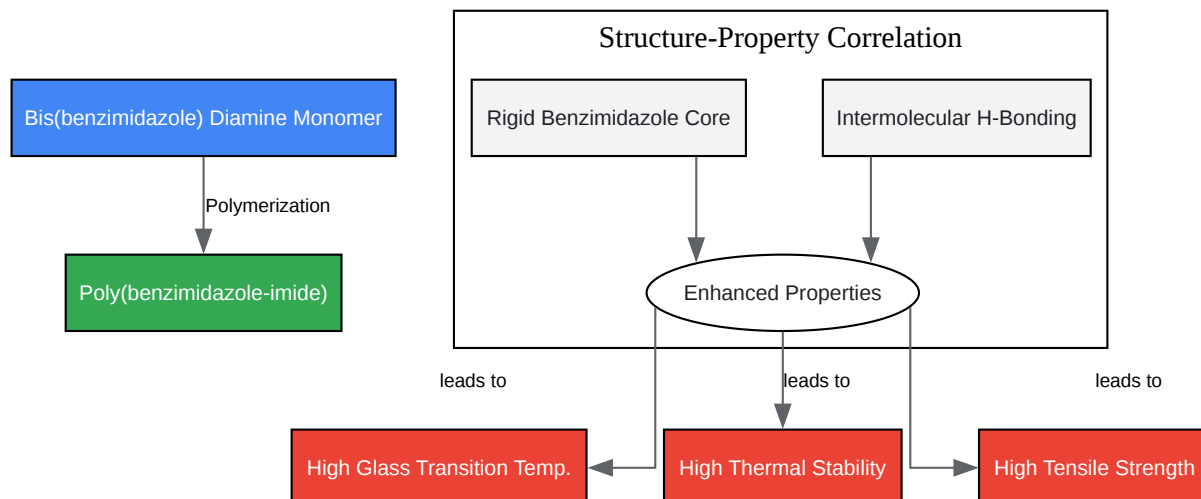 Structure-Property Correlation
Bis(benzimidazole) Diamine Monomer
Rigid Benzimidazole Core
Intermolecular H-Bonding
Polymerization
Poly(benzimidazole-imide)
Enhanced Properties
leads to
leads to
leads to
High Glass Transition Temp.
High Thermal Stability
High Tensile Strength